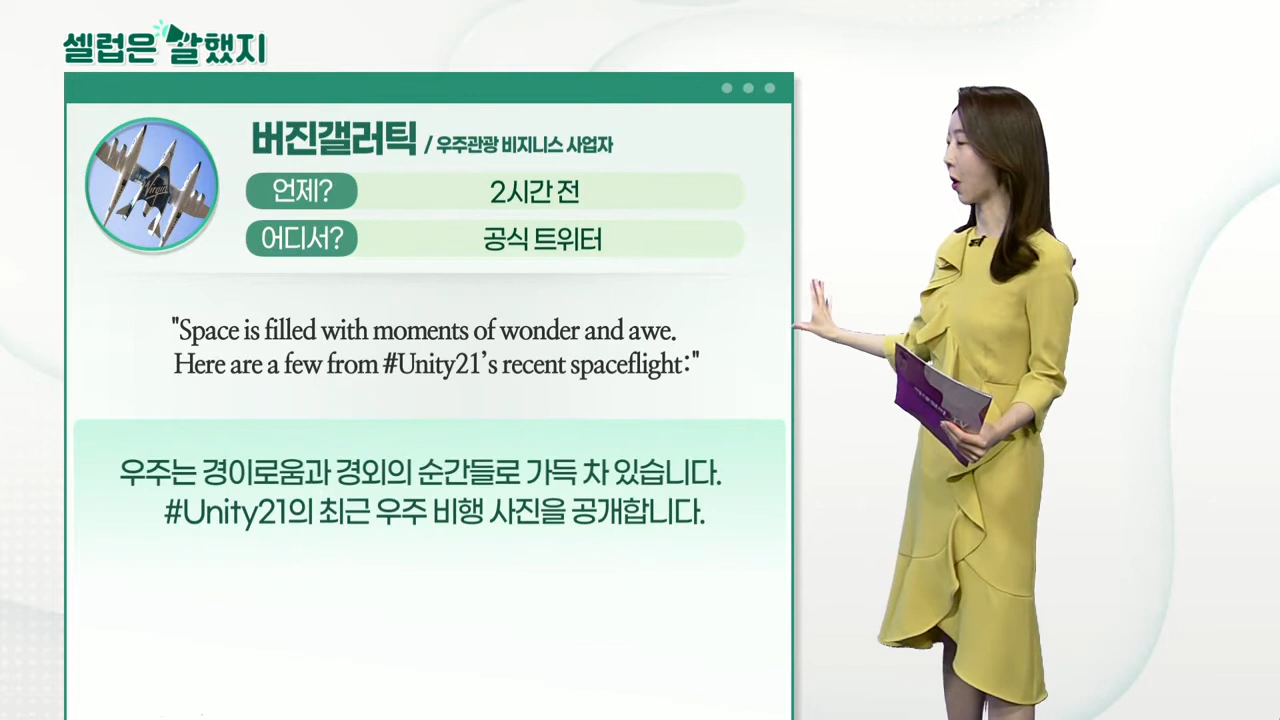 셀럽은 말했지
버진갤러틱 / 우주관광 비지니스 사업자
Virgin
언제? 2시간 전
어디서? 공식 트위터
"Space is filled with moments of wonder and awe.
Here are a few from #Unity21’s recent spaceflight:"
우주는 경이로움과 경외의 순간들로 가득 차 있습니다.
#Unity21의 최근 우주 비행 사진을 공개합니다.